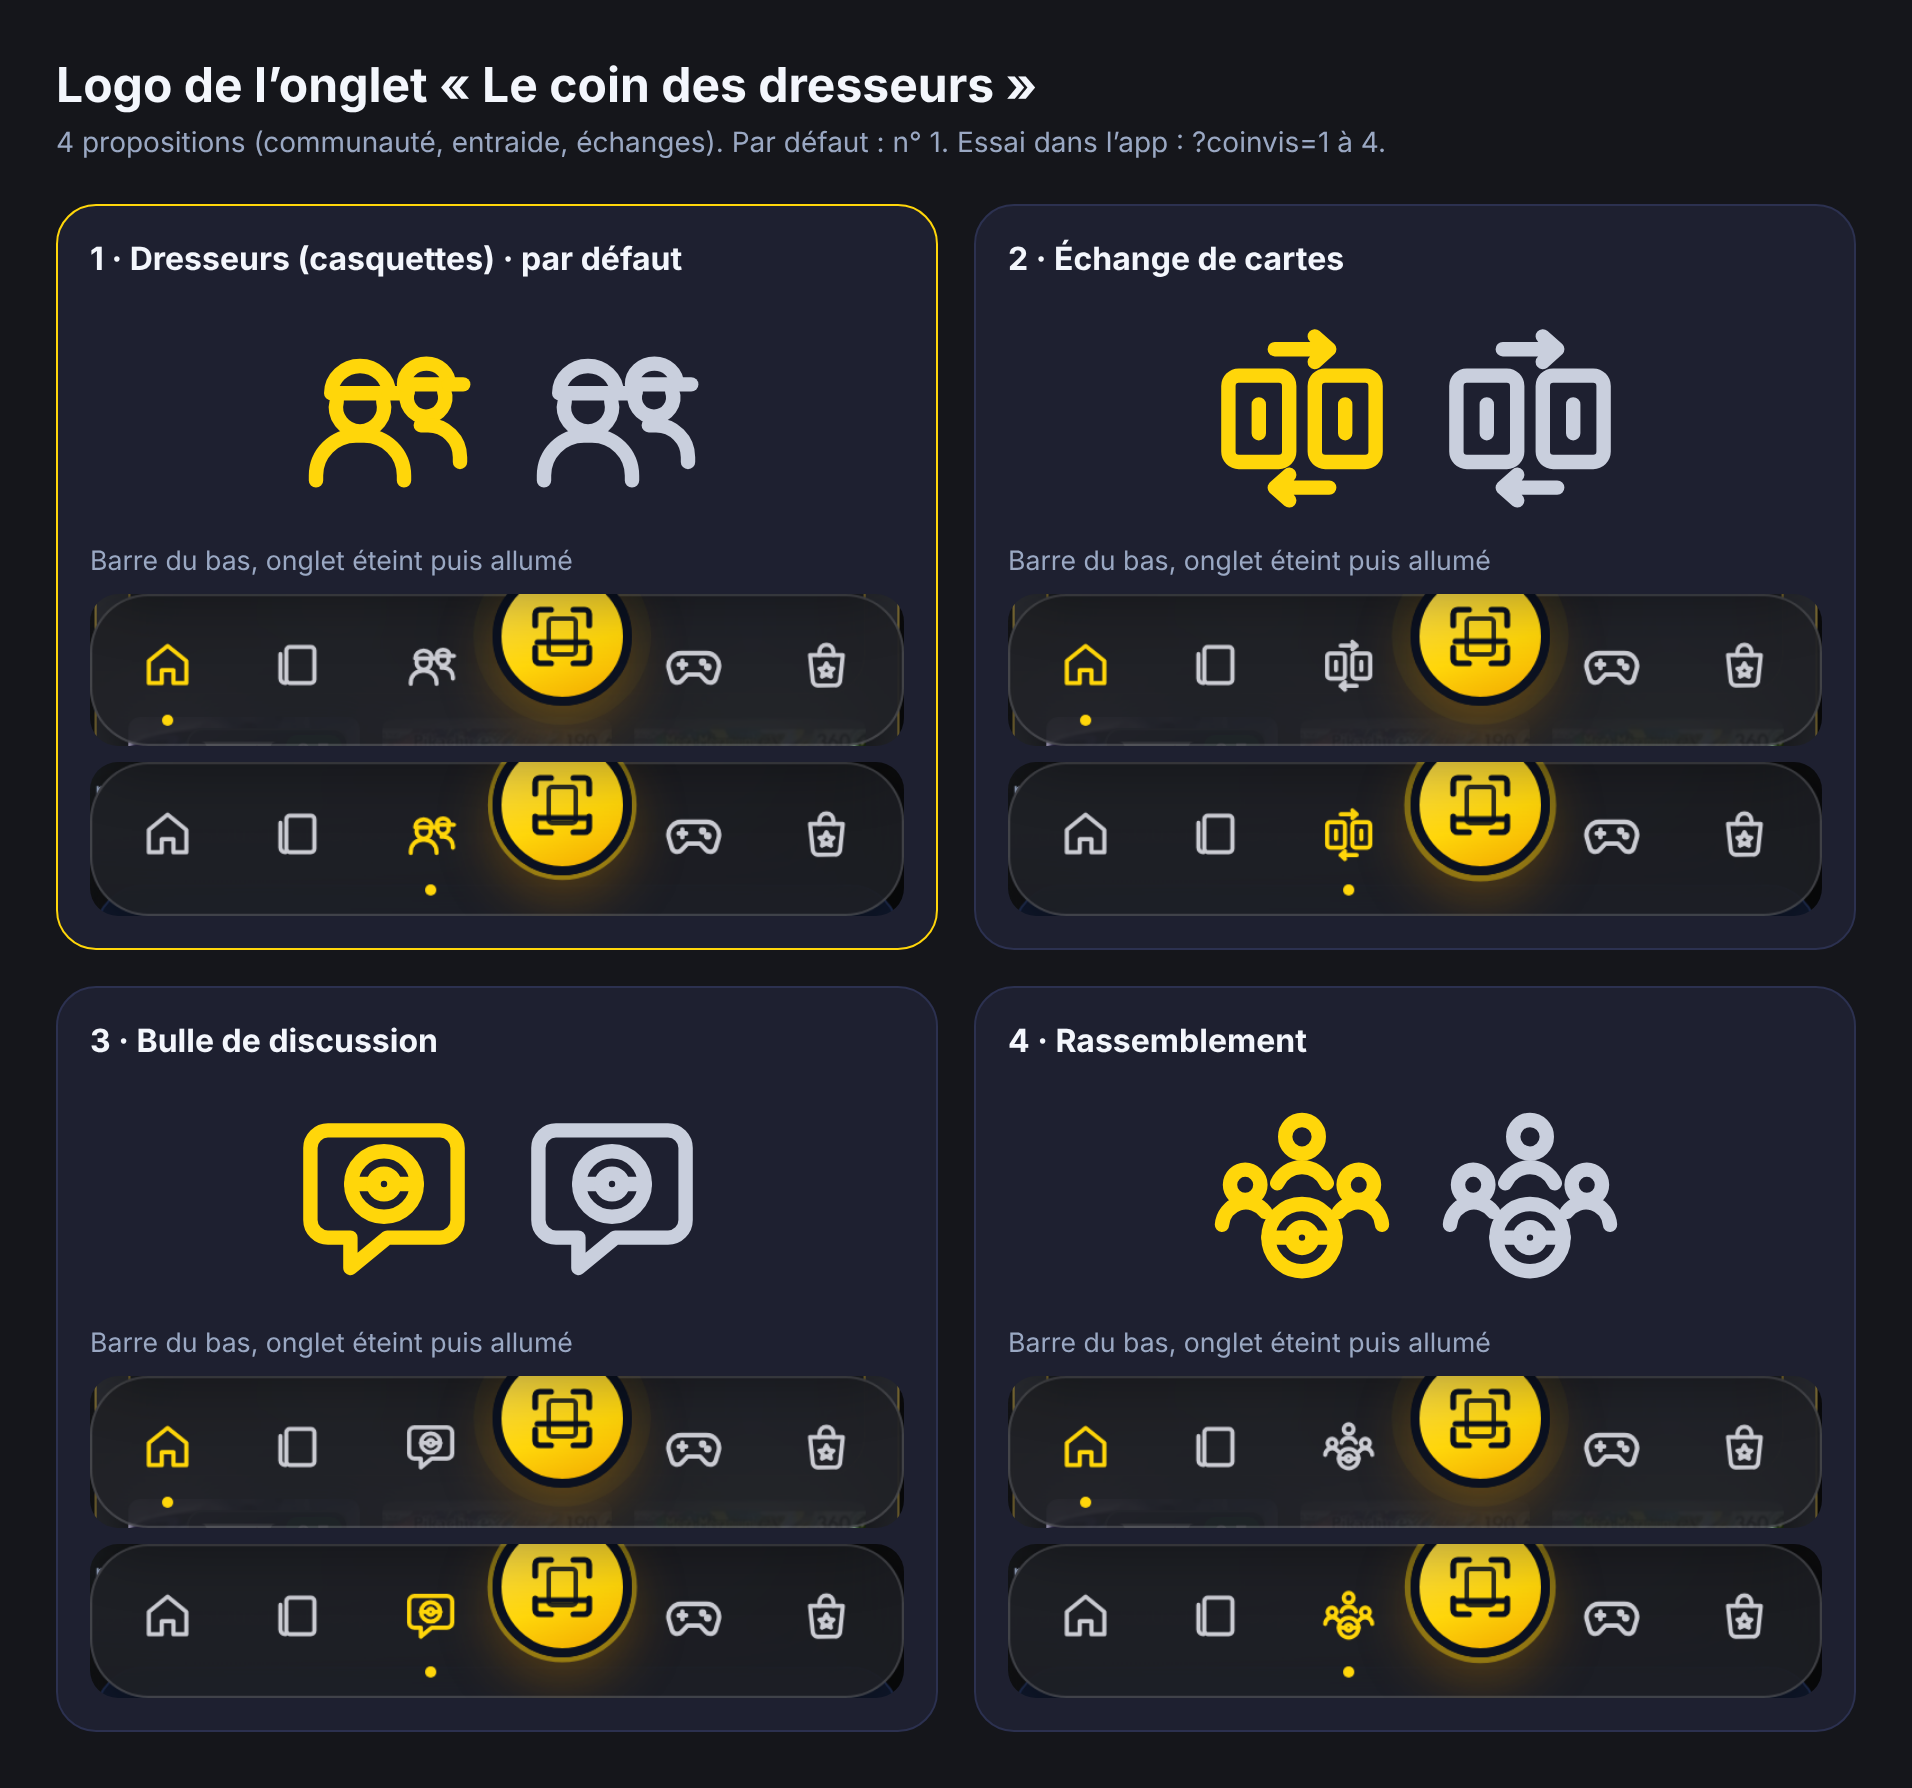 Logo de l’onglet « Le coin des dresseurs »
4 propositions (communauté, entraide, échanges). Par défaut : n° 1. Essai dans l’app : ?coinvis=1 à 4.
1 · Dresseurs (casquettes) · par défaut
Barre du bas, onglet éteint puis allumé
2 · Échange de cartes
Barre du bas, onglet éteint puis allumé
3 · Bulle de discussion
Barre du bas, onglet éteint puis allumé
4 · Rassemblement
Barre du bas, onglet éteint puis allumé